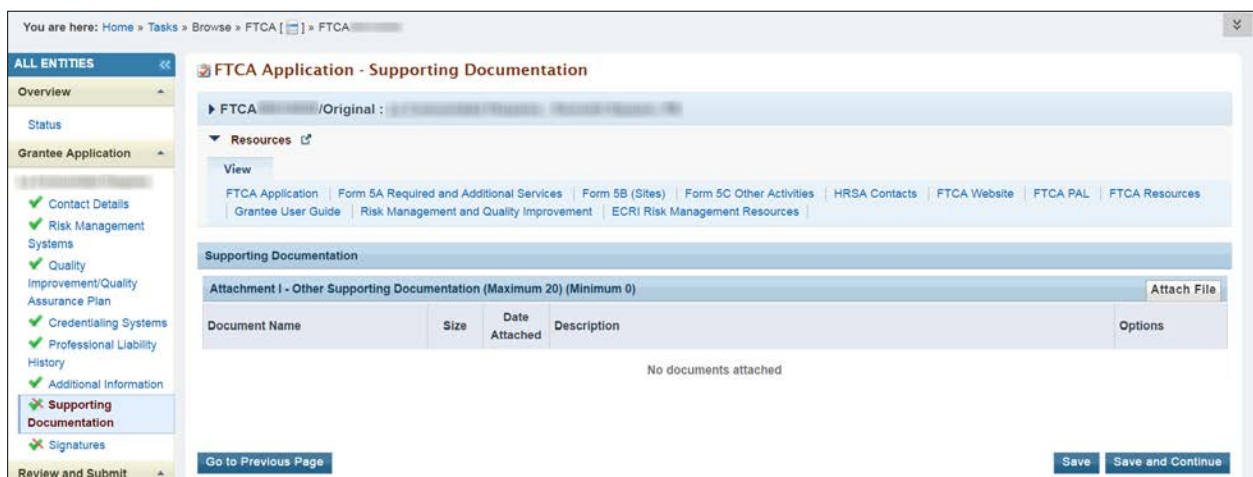 You are here: Home » Tasks » Browse » FTCA [ ] » FTCA
ALL ENTITIES «
Overview
Status
Grantee Application
Contact Details
Risk Management
Systems
Quality
Improvement/Quality
Assurance Plan
Credentialing Systems
Professional Liability
History
Additional Information
Supporting
Documentation
Signatures
Review and Submit
FTCA Application - Supporting Documentation
FTCA /Original :
Resources
View
FTCA Application | Form 5A Required and Additional Services | Form 5B (Sites) | Form 5C Other Activities | HRSA Contacts | FTCA Website | FTCA PAL | FTCA Resources
| Grantee User Guide | Risk Management and Quality Improvement | ECRI Risk Management Resources |
Supporting Documentation
Attachment I - Other Supporting Documentation (Maximum 20) (Minimum 0) Attach File
Document Name Size Date Attached Description Options
No documents attached
Go to Previous Page Save Save and Continue